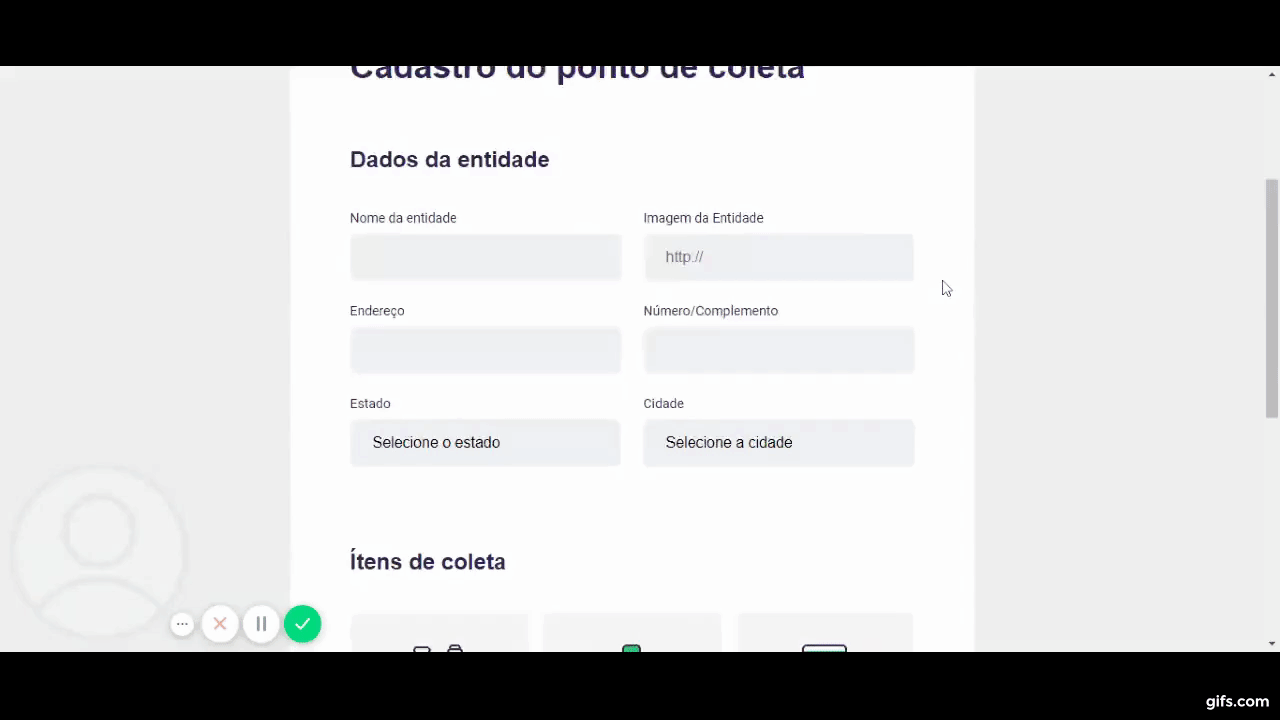 Cadastro do ponto de coleta
Dados da entidade
Nome da entidade
Imagem da Entidade
http://
Endereço
Número/Complemento
Estado
Cidade
Selecione o estado
Selecione a cidade
Ítens de coleta
gifs.com